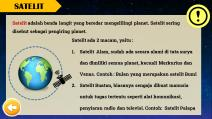 SATELIT
Satelit adalah benda langit yang beredar mengelilingi planet. Satelit sering
disebut sebagai pengiring planet.
Satelit ada 2 macam, yaitu :
1. Satelit Alam, sudah ada secara alami di tata surya
dan dimiliki semua planet, kecuali Merkurius dan
Venus. Contoh: Bulan yang merupakan satelit Bumi
2. Satelit Buatan, biasanya sengaja dibuat manusia
untuk tugas tertentu seperti alat komunikasi,
penyiaran radio dan televisi. Contoh: Satelit Palapa